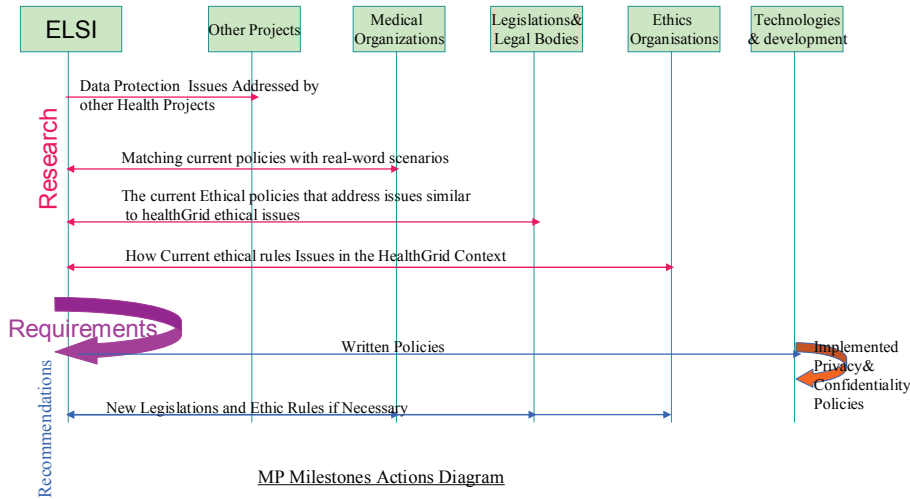 ELSI
Other Projects
Medical
Organizations
Legislations&
Legal Bodies
Ethics
Organisations
Technologies
& development
Research
Data Protection Issues Addressed by
other Health Projects
Matching current policies with real-word scenarios
The current Ethical policies that address issues similar
to healthGrid ethical issues
How Current ethical rules Issues in the HealthGrid Context
Requirements
Recommendations
Written Policies
Implemented
Privacy&
Confidentiality
Policies
New Legislations and Ethic Rules if Necessary
MP Milestones Actions Diagram